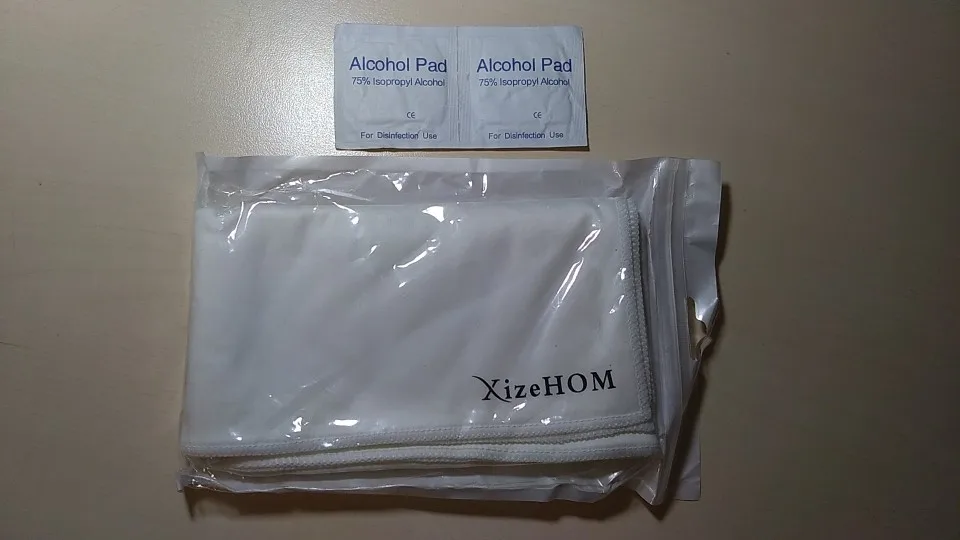 Alcohol Pad
75% Isopropyl Alcohol
CE
For Disinfection Use
Alcohol Pad
75% Isopropyl Alcohol
CE
For Disinfection Use
XizeHOM